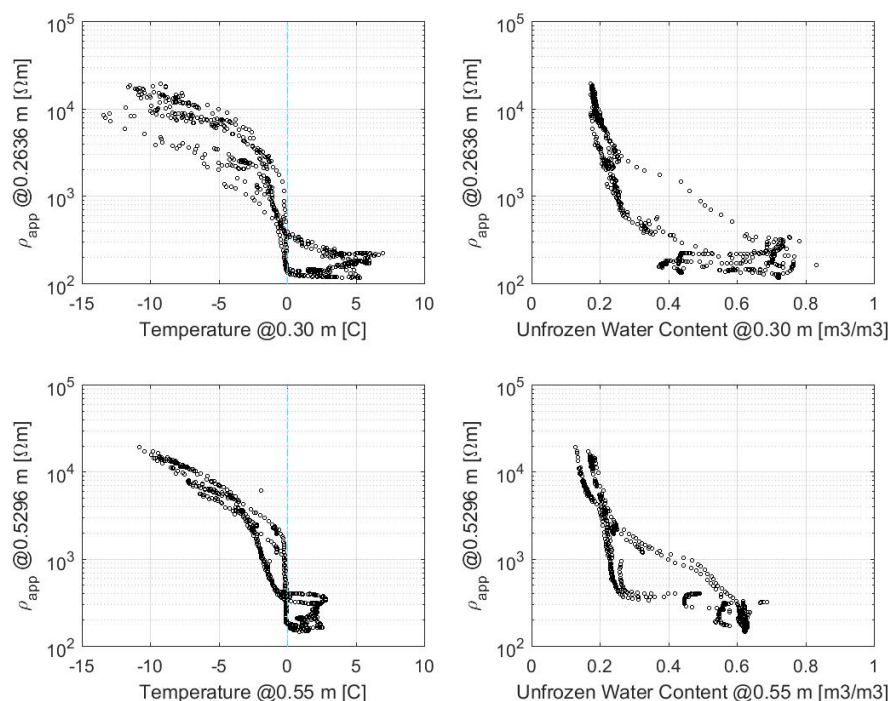 10^5
10^4
10^3
10^2
ρ_app @0.2636 m [Ωm]
-15 -10 -5 0 5 10
Temperature @0.30 m [C]
10^5
10^4
10^3
10^2
ρ_app @0.2636 m [Ωm]
0 0.2 0.4 0.6 0.8 1
Unfrozen Water Content @0.30 m [m3/m3]
10^5
10^4
10^3
10^2
ρ_app @0.5296 m [Ωm]
-15 -10 -5 0 5 10
Temperature @0.55 m [C]
10^5
10^4
10^3
10^2
ρ_app @0.5296 m [Ωm]
0 0.2 0.4 0.6 0.8 1
Unfrozen Water Content @0.55 m [m3/m3]